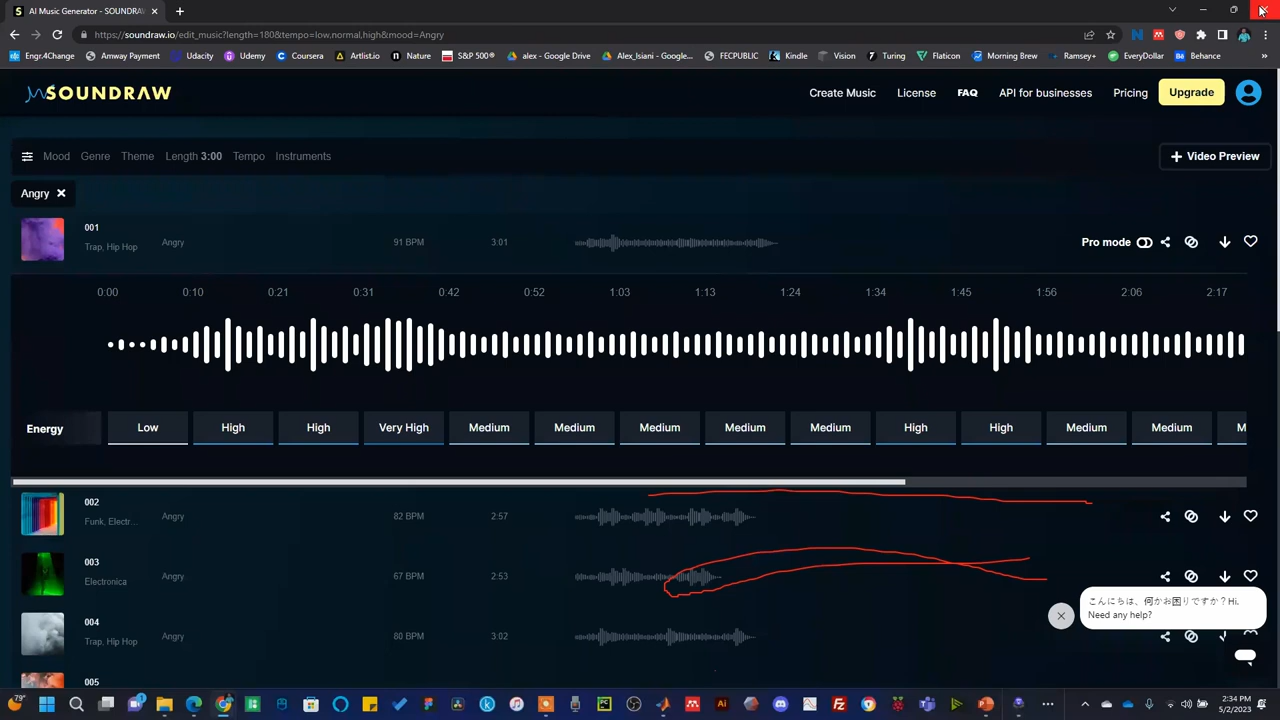 S AI Music Generator - SOUNDRAW
soundraw.io/edit_music?length=180&tempo=low,normal,high&mood=Angry
Engr.4Change Amway Payment Udacity Udemy Coursera Artlist.io Nature S&P 500® alex - Google Drive Alex_Isiani - Google... FECPUBLIC Kindle Vision Turing Flaticon Morning Brew Ramsey+ EveryDollar Behance
SOUNDRAW Create Music License FAQ API for businesses Pricing Upgrade
Mood Genre Theme Length 3:00 Tempo Instruments + Video Preview
Angry
001
Trap, Hip Hop Angry 91 BPM 3:01 Pro mode
0:00 0:10 0:21 0:31 0:42 0:52 1:03 1:13 1:24 1:34 1:45 1:56 2:06 2:17
Energy Low High High Very High Medium Medium Medium Medium Medium High High Medium Medium M
002
Funk, Electr... Angry 82 BPM 2:57
003
Electronica Angry 67 BPM 2:53
004
Trap, Hip Hop Angry 80 BPM 3:02
こんにちは、何かお困りですか？Hi.
Need any help?
005
79°
2:34 PM
5/2/2023